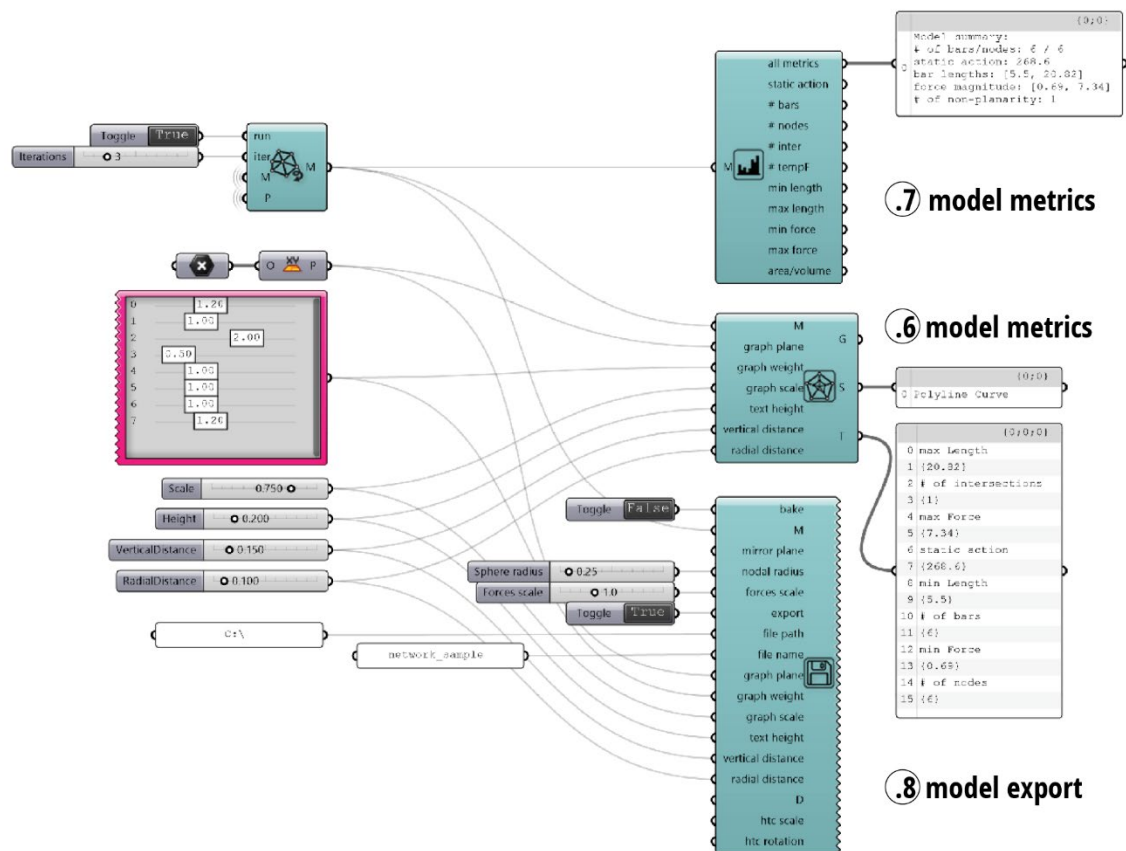 {0;0}
Model summary:
0
# of bars/nodes: 6 / 6
static action: 268.6
bar lengths: [5.5, 20.82]
force magnitude: [0.69, 7.34]
# of non-planarity: 1
all metrics
static action
# bars
# nodes
# inter
# tempF
min length
max length
min force
max force
area/volume
M
.7 model metrics
Toggle True
Iterations 3
run
iter
M
P
M
O XY P
0 1.20
1 1.00
2 2.00
3 0.50
4 1.00
5 1.00
6 1.00
7 1.20
M
graph plane
graph weight
graph scale
text height
vertical distance
radial distance
G
S
T
.6 model metrics
{0;0}
0 Polyline Curve
{0;0;0}
0 max Length
1 {20.82}
2 # of intersections
3 {1}
4 max Force
5 {7.34}
6 static action
7 {268.6}
8 min Length
9 {5.5}
10 # of bars
11 {6}
12 min Force
13 {0.69}
14 # of nodes
15 {6}
Scale 0.750
Height 0.200
VerticalDistance 0.150
RadialDistance 0.100
C:\
network_sample
Toggle False
Sphere radius 0.25
Forces scale 1.0
Toggle True
bake
M
mirror plane
nodal radius
forces scale
export
file path
file name
graph plane
graph weight
graph scale
text height
vertical distance
radial distance
D
htc scale
htc rotation
.8 model export